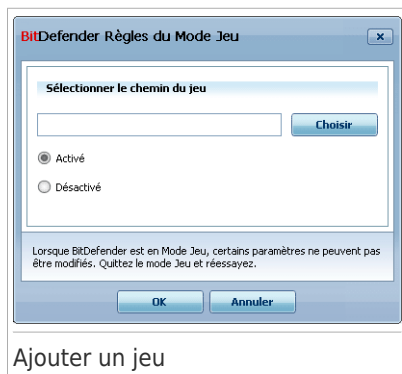 BitDefender Règles du Mode Jeu
Sélectionner le chemin du jeu
Choisir
Activé
Désactivé
Lorsque BitDefender est en Mode Jeu, certains paramètres ne peuvent pas
être modifiés. Quittez le mode Jeu et réessayez.
OK
Annuler
Ajouter un jeu